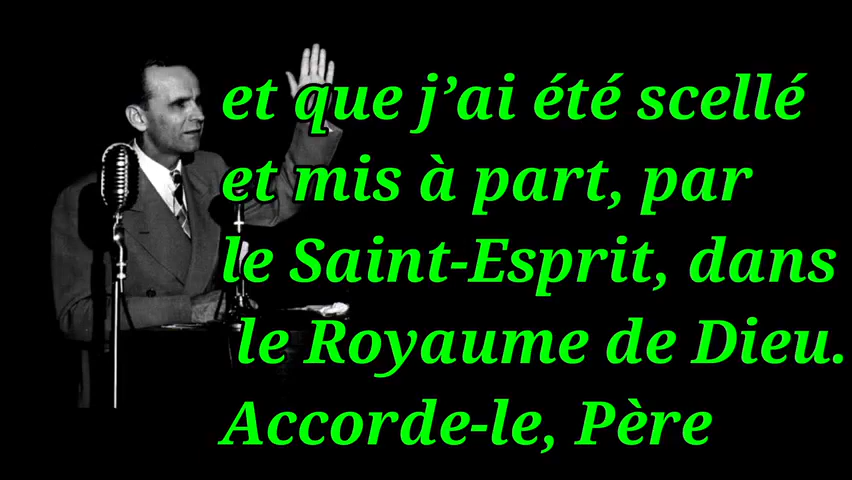 et que j’ai été scellé
et mis à part, par
le Saint-Esprit, dans
le Royaume de Dieu.
Accorde-le, Père